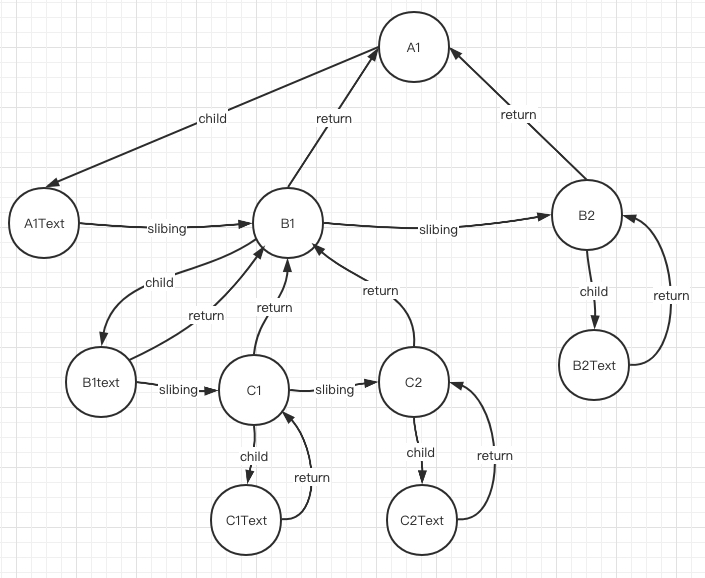 A1
child
return
return
A1Text
slibing
B1
slibing
B2
child
return
return
return
child
return
B1text
slibing
C1
slibing
C2
B2Text
child
return
child
return
C1Text
C2Text